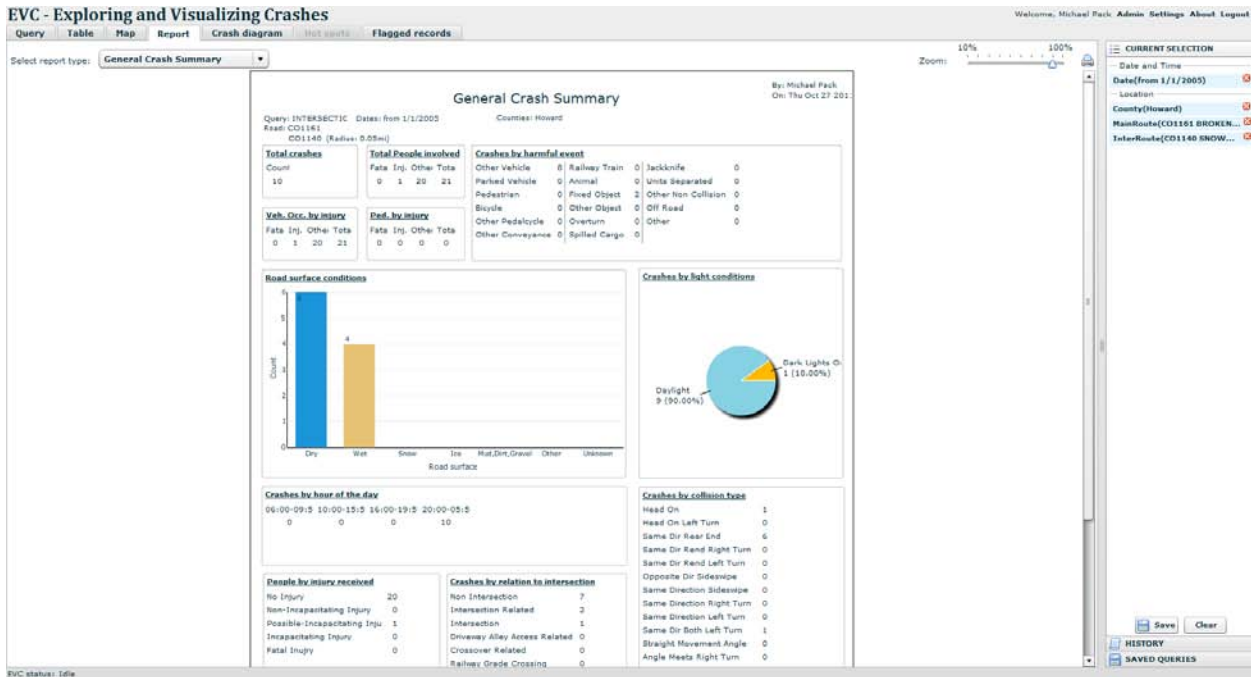 EVC - Exploring and Visualizing Crashes
Welcome, Michael Pack Admin Settings About Logout
Query Table Map Report Crash diagram Hot spots Flagged records
Select report type: General Crash Summary
Zoom: 10% 100%
By: Michael Pack
On: Thu Oct 27 201
General Crash Summary
Query: INTERSECTIC Dates: from 1/1/2005 Counties: Howard
Road: CO1161
CO1140 (Radius: 0.05mi)
Total crashes
Count
10
Total People involved
Fata Inj. Othe Tota
0 1 20 21
Veh. Occ. by injury
Fata Inj. Othe Tota
0 1 20 21
Ped. by injury
Fata Inj. Othe Tota
0 0 0 0
Crashes by harmful event
Other Vehicle 8 Railway Train 0 Jackknife 0
Parked Vehicle 0 Animal 0 Units Separated 0
Pedestrian 0 Fixed Object 2 Other Non Collision 0
Bicycle 0 Other Object 0 Off Road 0
Other Pedalcycle 0 Overturn 0 Other 0
Other Conveyance 0 Spilled Cargo 0
Road surface conditions
6
5
4
3
2
1
0
Count
6
4
Dry Wet Snow Ice Mud,Dirt,Gravel Other Unknown
Road surface
Crashes by light conditions
Dark Lights O
1 (10.00%)
Daylight
9 (90.00%)
Crashes by hour of the day
06:00-09:5 10:00-15:5 16:00-19:5 20:00-05:5
0 0 0 10
Crashes by collision type
Head On 1
Head On Left Turn 0
Same Dir Rear End 6
Same Dir Rend Right Turn 0
Same Dir Rend Left Turn 0
Opposite Dir Sideswipe 0
Same Direction Sideswipe 0
Same Direction Right Turn 0
Same Direction Left Turn 0
Same Dir Both Left Turn 1
Straight Movement Angle 0
Angle Meets Right Turn 0
People by injury received
No Injury 20
Non-Incapacitating Injury 0
Possible-Incapacitating Inju 1
Incapacitating Injury 0
Fatal Inujry 0
Crashes by relation to intersection
Non Intersection 7
Intersection Related 2
Intersection 1
Driveway Alley Access Related 0
Crossover Related 0
Railway Grade Crossing 0
CURRENT SELECTION
Date and Time
Date(from 1/1/2005)
Location
County(Howard)
MainRoute(CO1161 BROKEN...
InterRoute(CO1140 SNOW...
Save Clear
HISTORY
SAVED QUERIES
EVC status: Idle